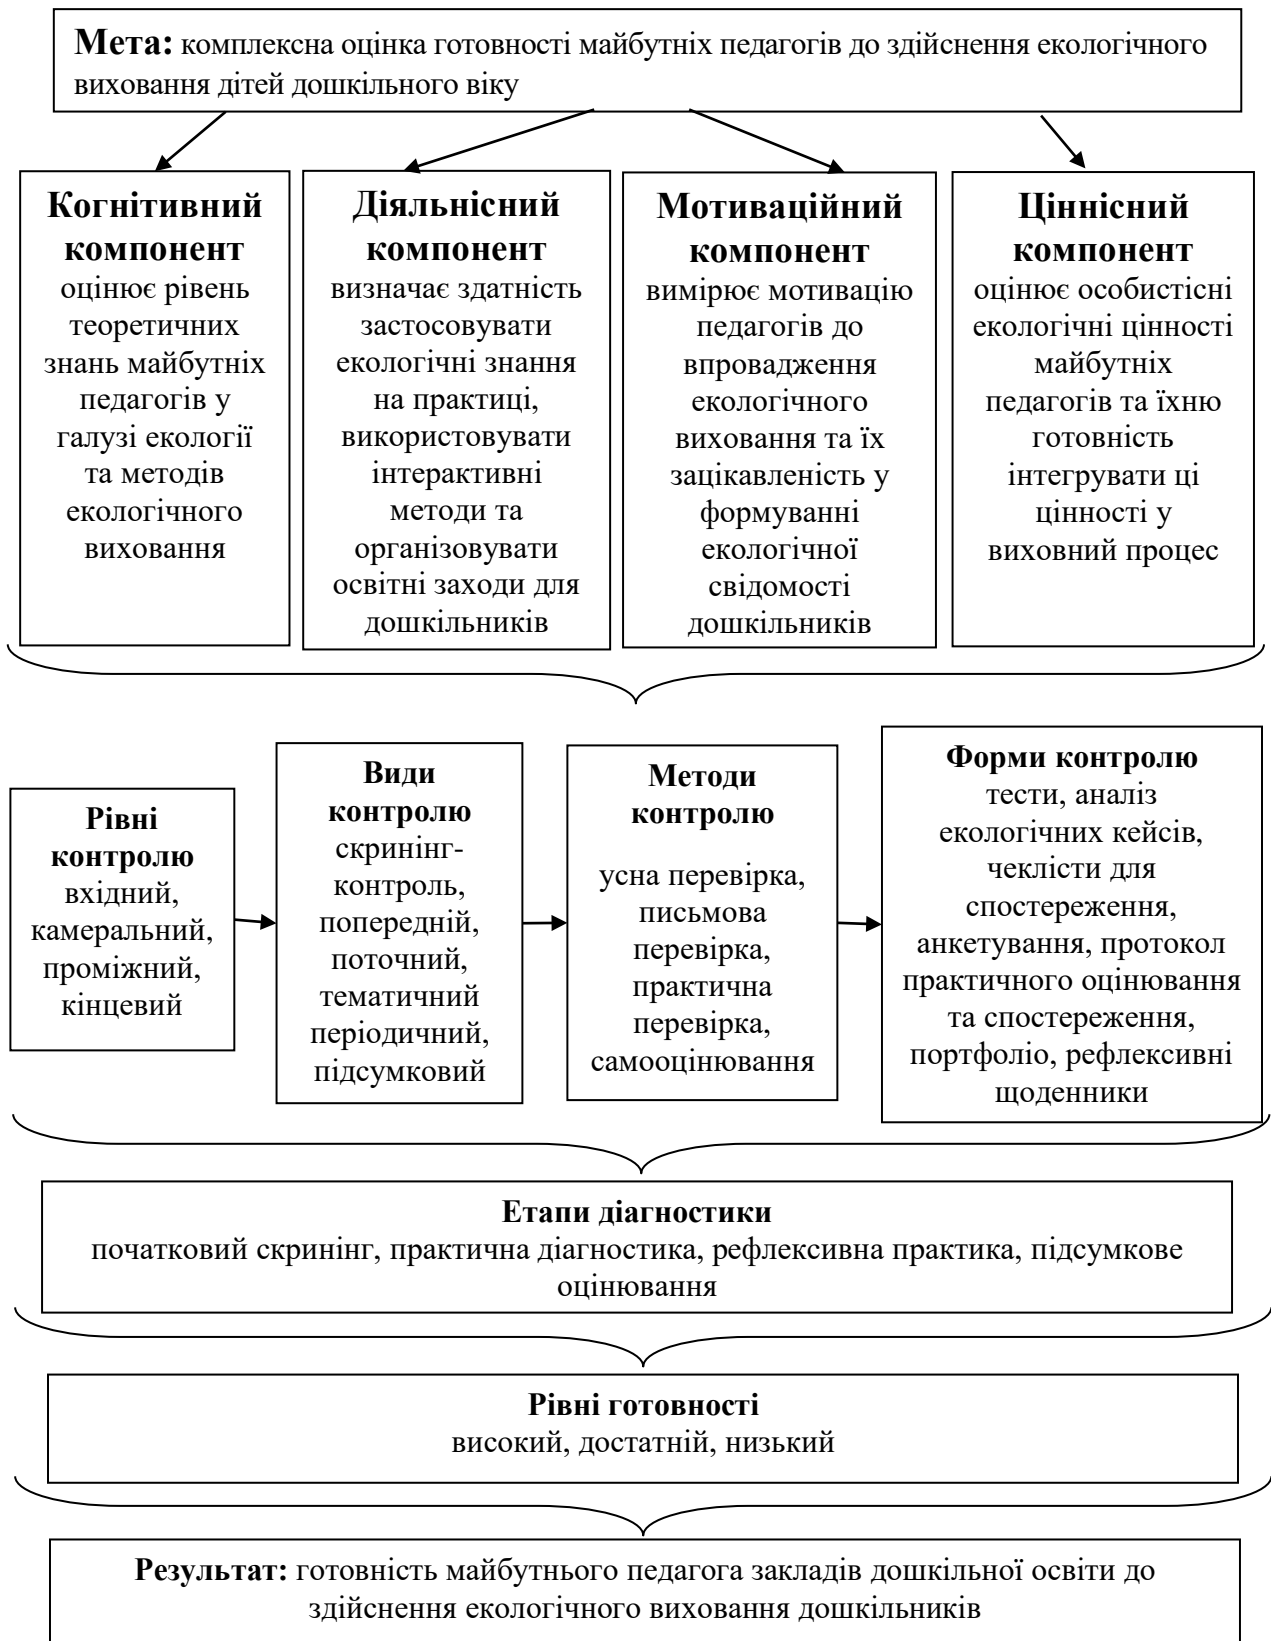 Мета: комплексна оцінка готовності майбутніх педагогів до здійснення екологічного
виховання дітей дошкільного віку
Когнітивний
компонент
оцінює рівень
теоретичних
знань майбутніх
педагогів у
галузі екології
та методів
екологічного
виховання
Діяльнісний
компонент
визначає здатність
застосовувати
екологічні знання
на практиці,
використовувати
інтерактивні
методи та
організовувати
освітні заходи для
дошкільників
Мотиваційний
компонент
вимірює мотивацію
педагогів до
впровадження
екологічного
виховання та їх
зацікавленість у
формуванні
екологічної
свідомості
дошкільників
Ціннісний
компонент
оцінює особистісні
екологічні цінності
майбутніх
педагогів та їхню
готовність
інтегрувати ці
цінності у
виховний процес
Рівні
контролю
вхідний,
камеральний,
проміжний,
кінцевий
Види
контролю
скринінг-
контроль,
попередній,
поточний,
тематичний
періодичний,
підсумковий
Методи
контролю
усна перевірка,
письмова
перевірка,
практична
перевірка,
самооцінювання
Форми контролю
тести, аналіз
екологічних кейсів,
чеклісти для
спостереження,
анкетування, протокол
практичного оцінювання
та спостереження,
портфоліо, рефлексивні
щоденники
Етапи діагностики
початковий скринінг, практична діагностика, рефлексивна практика, підсумкове
оцінювання
Рівні готовності
високий, достатній, низький
Результат: готовність майбутнього педагога закладів дошкільної освіти до
здійснення екологічного виховання дошкільників